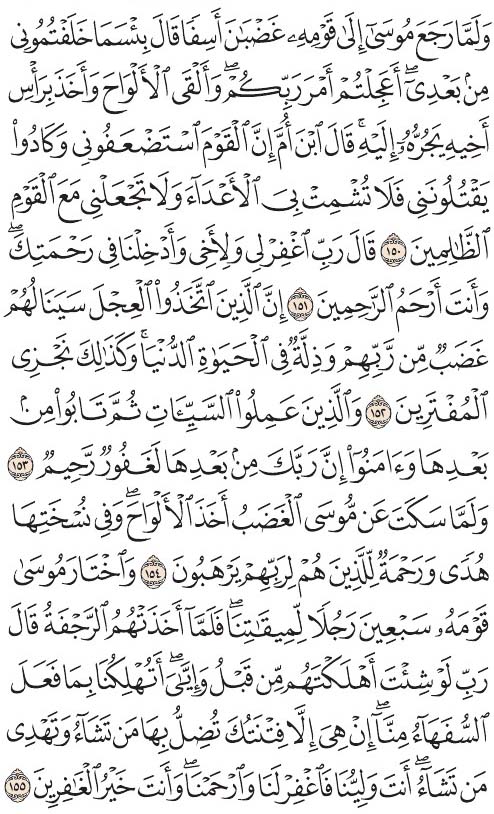 وَلَمَّا رَجَعَ مُوسَىٰٓ إِلَىٰ قَوْمِهِۦ غَضْبَٰنَ أَسِفًا قَالَ بِئْسَمَا خَلَفْتُمُونِى
مِنۢ بَعْدِىٓ ۖ أَعَجِلْتُمْ أَمْرَ رَبِّكُمْ ۖ وَأَلْقَى ٱلْأَلْوَاحَ وَأَخَذَ بِرَأْسِ
أَخِيهِ يَجُرُّهُۥٓ إِلَيْهِ ۚ قَالَ ٱبْنَ أُمَّ إِنَّ ٱلْقَوْمَ ٱسْتَضْعَفُونِى وَكَادُوا۟
يَقْتُلُونَنِى فَلَا تُشْمِتْ بِىَ ٱلْأَعْدَآءَ وَلَا تَجْعَلْنِى مَعَ ٱلْقَوْمِ
ٱلظَّٰلِمِينَ ١٥٠ قَالَ رَبِّ ٱغْفِرْ لِى وَلِأَخِى وَأَدْخِلْنَا فِى رَحْمَتِكَ ۖ
وَأَنتَ أَرْحَمُ ٱلرَّٰحِمِينَ ١٥١ إِنَّ ٱلَّذِينَ ٱتَّخَذُوا۟ ٱلْعِجْلَ سَيَنَالُهُمْ
غَضَبٌ مِّن رَّبِّهِمْ وَذِلَّةٌ فِى ٱلْحَيَوٰةِ ٱلدُّنْيَا ۚ وَكَذَٰلِكَ نَجْزِى
ٱلْمُفْتَرِينَ ١٥٢ وَٱلَّذِينَ عَمِلُوا۟ ٱلسَّيِّـَٔاتِ ثُمَّ تَابُوا۟ مِنۢ
بَعْدِهَا وَءَامَنُوٓا۟ إِنَّ رَبَّكَ مِنۢ بَعْدِهَا لَغَفُورٌ رَّحِيمٌ ١٥٣
وَلَمَّا سَكَتَ عَن مُّوسَى ٱلْغَضَبُ أَخَذَ ٱلْأَلْوَاحَ ۖ وَفِى نُسْخَتِهَا
هُدًى وَرَحْمَةٌ لِّلَّذِينَ هُمْ لِرَبِّهِمْ يَرْهَبُونَ ١٥٤ وَٱخْتَارَ مُوسَىٰ
قَوْمَهُۥ سَبْعِينَ رَجُلًا لِّمِيقَٰتِنَا ۖ فَلَمَّآ أَخَذَتْهُمُ ٱلرَّجْفَةُ قَالَ
رَبِّ لَوْ شِئْتَ أَهْلَكْتَهُم مِّن قَبْلُ وَإِيَّٰىَ ۖ أَتُهْلِكُنَا بِمَا فَعَلَ
ٱلسُّفَهَآءُ مِنَّآ ۖ إِنْ هِىَ إِلَّا فِتْنَتُكَ تُضِلُّ بِهَا مَن تَشَآءُ وَتَهْدِى
مَن تَشَآءُ ۖ أَنتَ وَلِيُّنَا فَٱغْفِرْ لَنَا وَٱرْحَمْنَا ۖ وَأَنتَ خَيْرُ ٱلْغَٰفِرِينَ ١٥٥